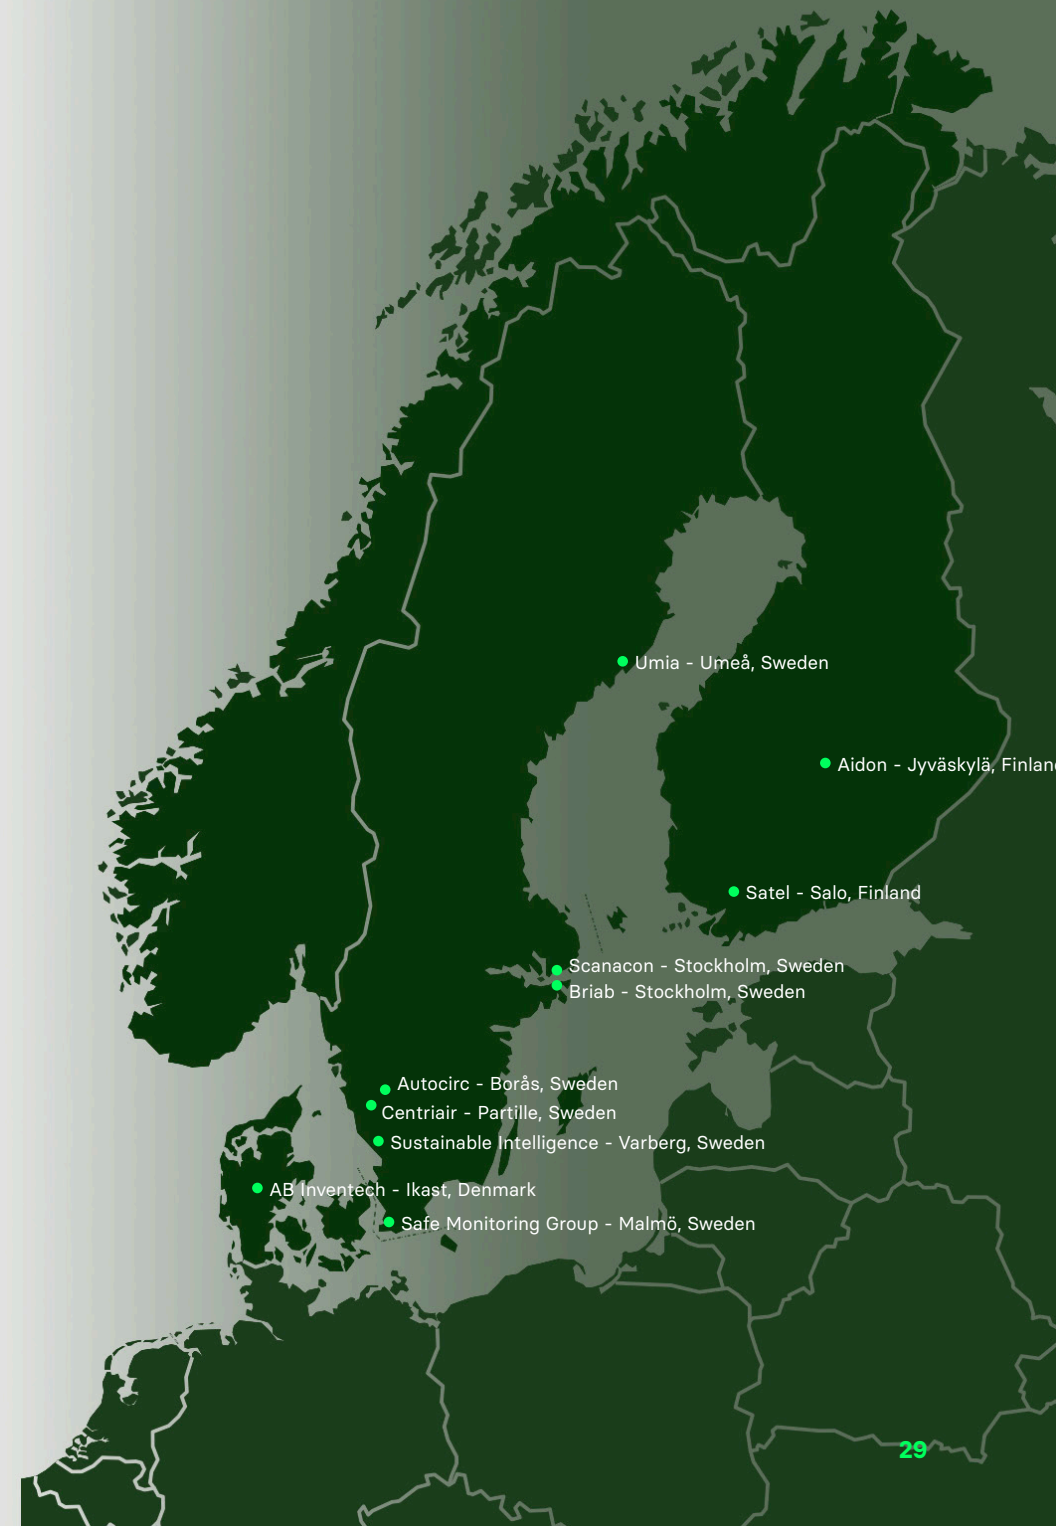 Umia - Umeå, Sweden
Aidon - Jyväskylä, Finlan
Satel - Salo, Finland
Scanacon - Stockholm, Sweden
Briab - Stockholm, Sweden
Autocirc - Borås, Sweden
Centriair - Partille, Sweden
Sustainable Intelligence - Varberg, Sweden
AB Inventech - Ikast, Denmark
Safe Monitoring Group - Malmö, Sweden
29